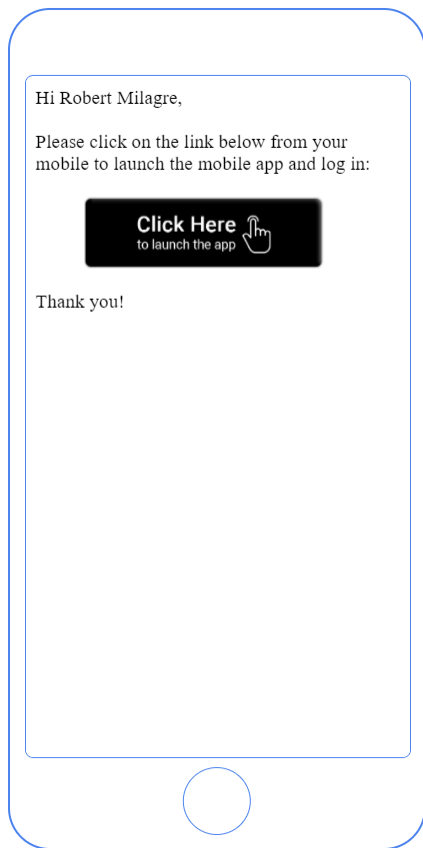 Hi Robert Milagre,
Please click on the link below from your
mobile to launch the mobile app and log in:
Click Here
to launch the app
Thank you!